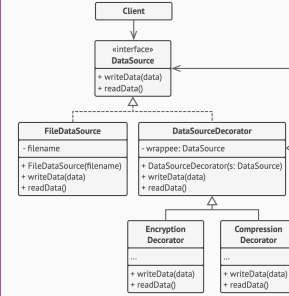 Client
«interface»
DataSource
+ writeData(data)
+ readData()
FileDataSource
- filename
+ FileDataSource(filename)
+ writeData(data)
+ readData()
DataSourceDecorator
- wrappee: DataSource
+ DataSourceDecorator(s: DataSource)
+ writeData(data)
+ readData()
Encryption
Decorator
...
+ writeData(data)
+ readData()
Compression
Decorator
...
+ writeData(data)
+ readData()